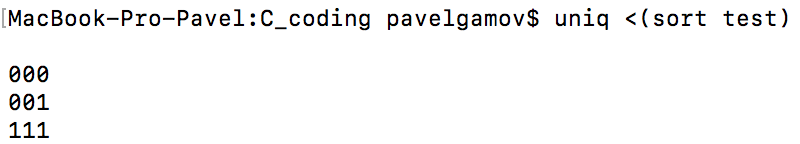 [MacBook-Pro-Pavel:C_coding pavelgamov$ uniq <(sort test)
000
001
111